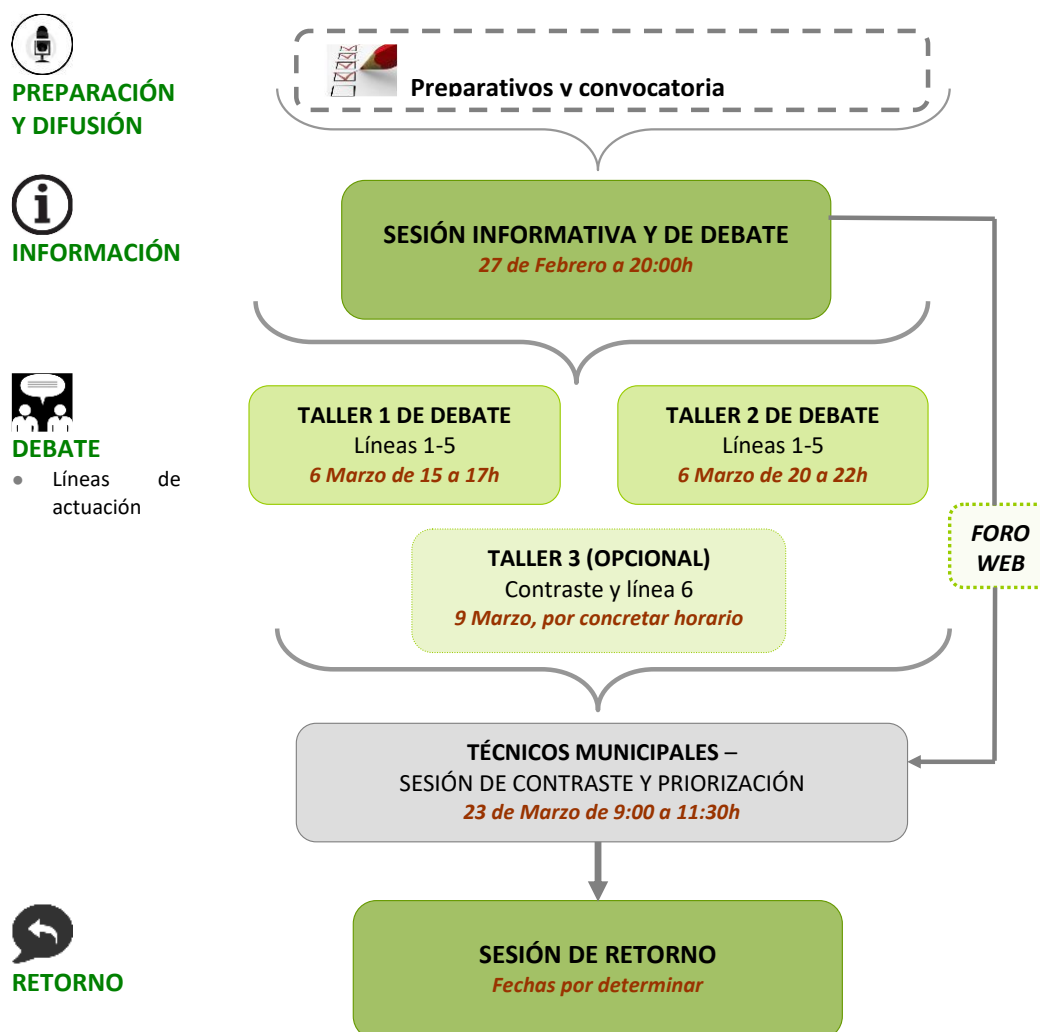 PREPARACIÓN
Y DIFUSIÓN
Preparativos y convocatoria
INFORMACIÓN
SESIÓN INFORMATIVA Y DE DEBATE
27 de Febrero a 20:00h
DEBATE
● Líneas de
actuación
TALLER 1 DE DEBATE
Líneas 1-5
6 Marzo de 15 a 17h
TALLER 2 DE DEBATE
Líneas 1-5
6 Marzo de 20 a 22h
FORO
WEB
TALLER 3 (OPCIONAL)
Contraste y línea 6
9 Marzo, por concretar horario
TÉCNICOS MUNICIPALES –
SESIÓN DE CONTRASTE Y PRIORIZACIÓN
23 de Marzo de 9:00 a 11:30h
RETORNO
SESIÓN DE RETORNO
Fechas por determinar